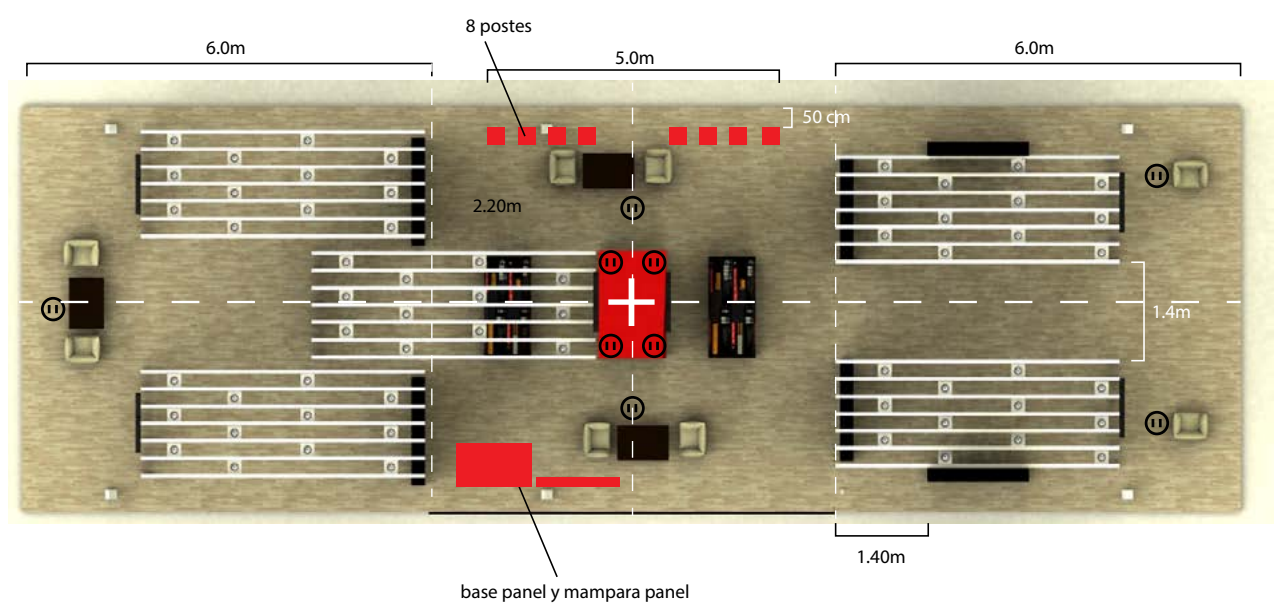 8 postes
6.0m
5.0m
6.0m
50 cm
2.20m
1.4m
1.40m
base panel y mampara panel